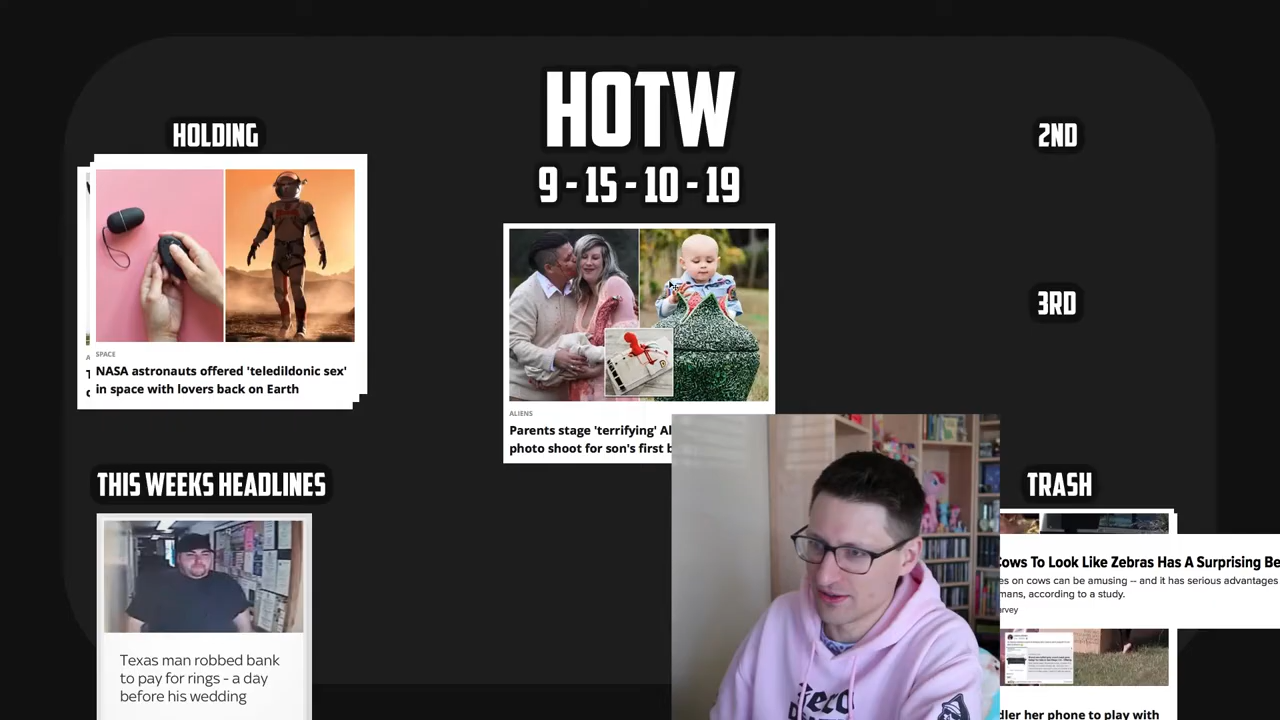 HOTW
9 - 15 - 10 - 19
HOLDING
2ND
SPACE
NASA astronauts offered 'teledildonic sex'
in space with lovers back on Earth
3RD
ALIENS
Parents stage 'terrifying' Al
photo shoot for son's first b
THIS WEEKS HEADLINES
Texas man robbed bank
to pay for rings - a day
before his wedding
TRASH
ows To Look Like Zebras Has A Surprising Be
es on cows can be amusing -- and it has serious advantages
mans, according to a study.
arvey
dler her phone to play with